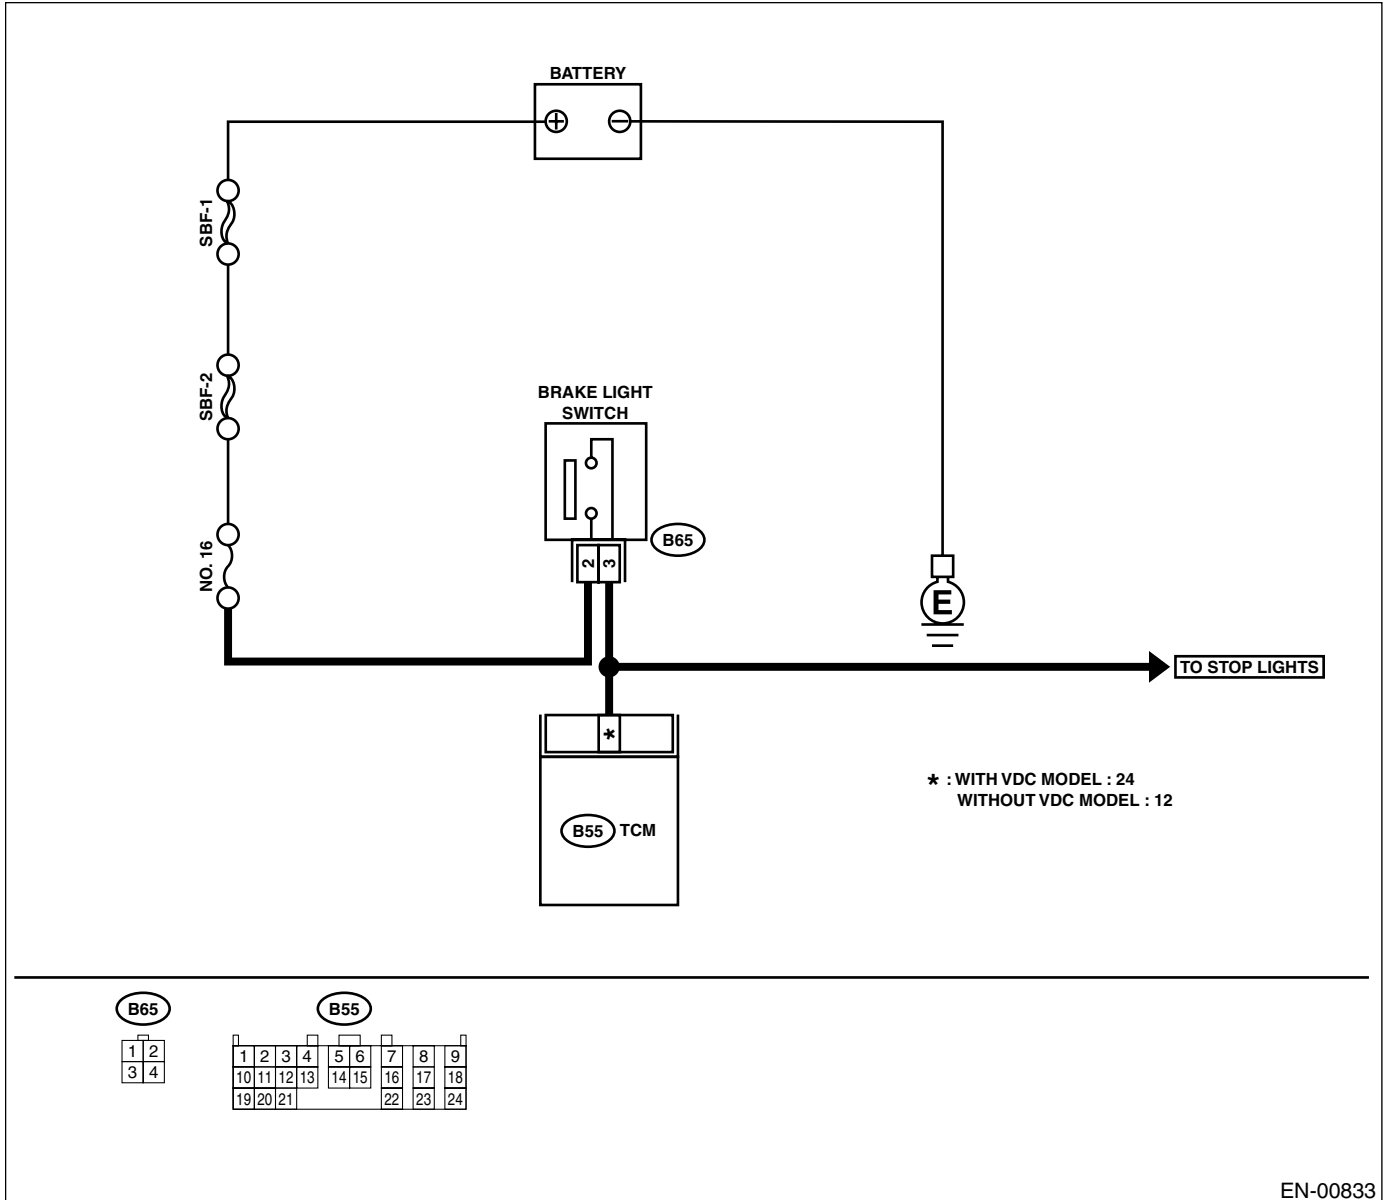 BATTERY
SBF-1
SBF-2
NO. 16
BRAKE LIGHT
SWITCH
B65
2 3
E
TO STOP LIGHTS
*
* : WITH VDC MODEL : 24
WITHOUT VDC MODEL : 12
B55 TCM
B65
1 2
3 4
B55
1 2 3 4 5 6 7 8 9
10 11 12 13 14 15 16 17 18
19 20 21 22 23 24
EN-00833